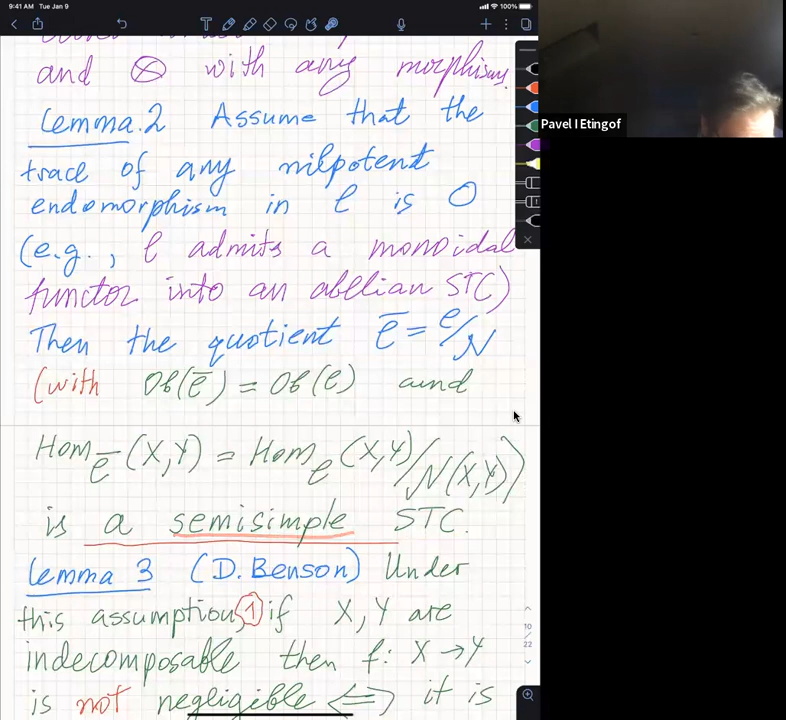 9:41 AM Tue Jan 9
100%
and ⊗ with any morphism.
Lemma.2 Assume that the
trace of any nilpotent
endomorphism in C is 0
(e.g., C admits a monoidal
functor into an abelian STC)
Then the quotient C̅ = C/N
(with Ob(C̅) = Ob(C) and
Hom_C̅(X,Y) = Hom_C(X,Y)/N(X,Y))
is a semisimple STC.
Lemma 3 (D. Benson) Under
this assumption, ① if X, Y are
indecomposable then f: X → Y
is not negligible ⟺ it is
10
22
Pavel I Etingof